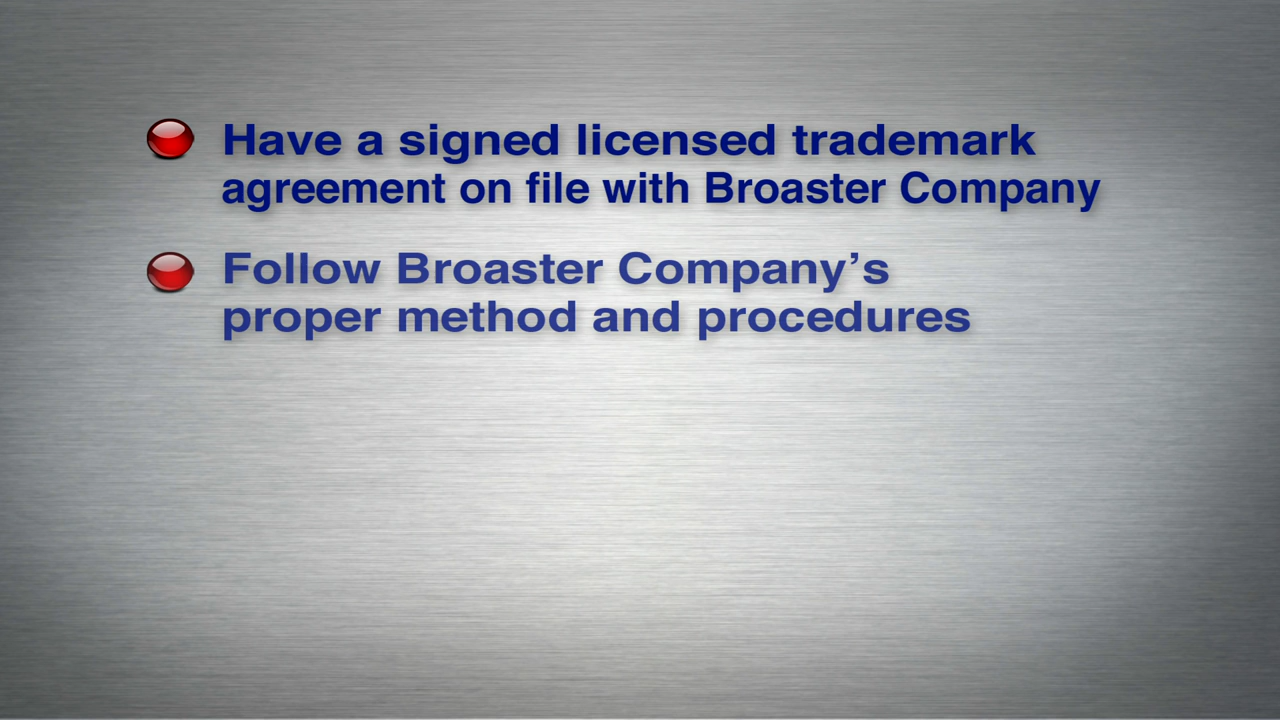 Have a signed licensed trademark
agreement on file with Broaster Company
Follow Broaster Company’s
proper method and procedures